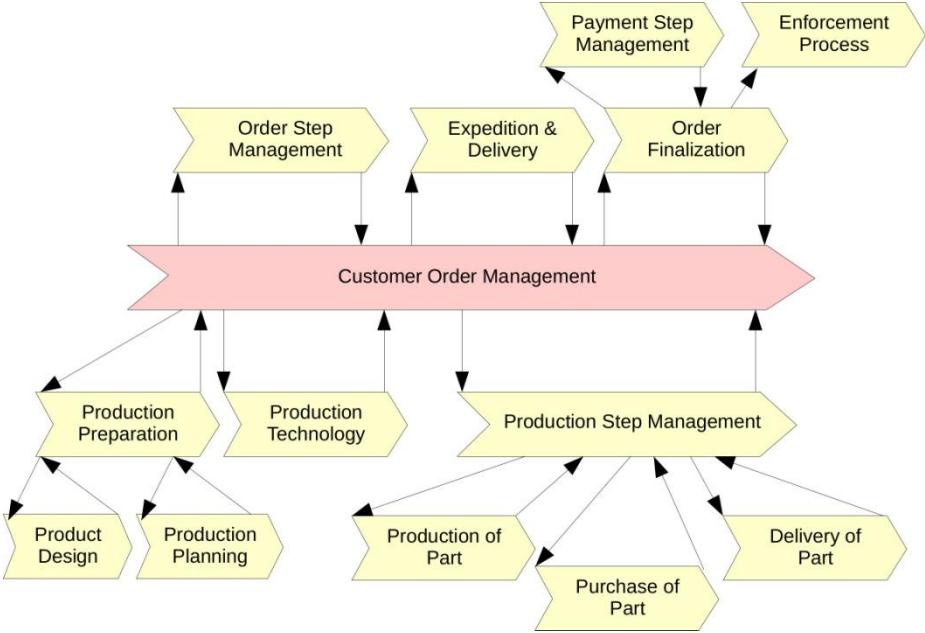 Payment Step
Management
Enforcement
Process
Order Step
Management
Expedition &
Delivery
Order
Finalization
Customer Order Management
Production
Preparation
Production
Technology
Production Step Management
Product
Design
Production
Planning
Production of
Part
Purchase of
Part
Delivery of
Part